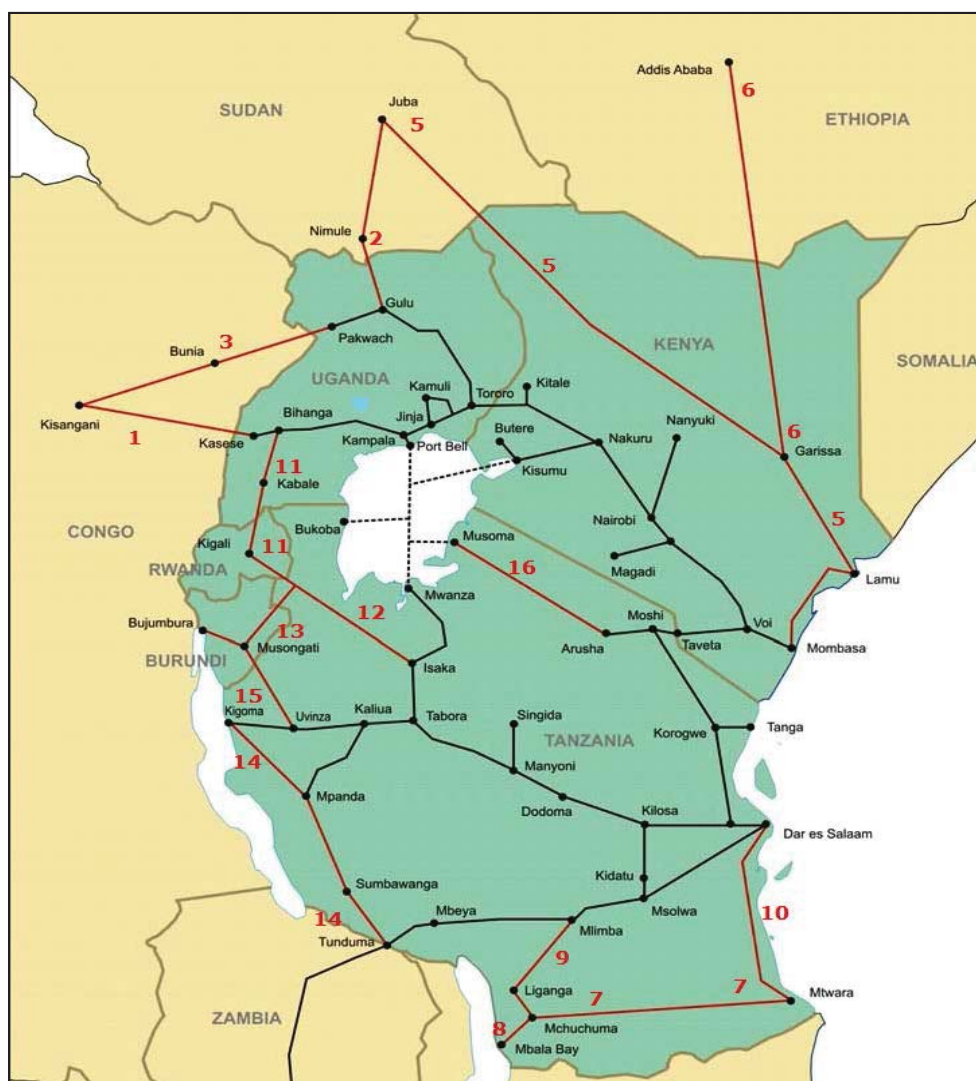 Addis Ababa
6
SUDAN
Juba
5
ETHIOPIA
Nimule
2
5
Gulu
Pakwach
3
Bunia
KENYA
SOMALIA
UGANDA
Kamuli
Kitale
Tororo
Kisangani
Bihanga
Jinja
Butere
Nanyuki
6
1
Kasese
Kampala
Port Bell
Nakuru
Garissa
Kisumu
11
Kabale
5
CONGO
Bukoba
Nairobi
Kigali
11
Musoma
RWANDA
16
Magadi
Lamu
Mwanza
12
Moshi
Voi
Bujumbura
13
Musongati
Arusha
Taveta
Mombasa
BURUNDI
Isaka
15
Kigoma
Uvinza
Kaliua
Tabora
Singida
TANZANIA
Korogwe
Tanga
14
Manyoni
Mpanda
Dodoma
Kilosa
Dar es Salaam
Kidatu
Sumbawanga
Msolwa
14
Mbeya
10
Tunduma
Mlimba
9
Liganga
7
7
Mtwara
ZAMBIA
8
Mchuchuma
Mbala Bay